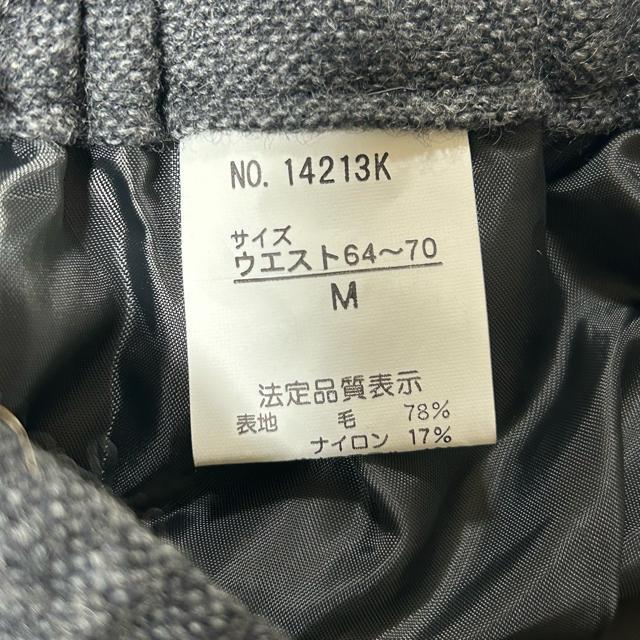 NO. 14213K
サイズ
ウエスト64～70
M
法定品質表示
表地 毛 78%
ナイロン 17%